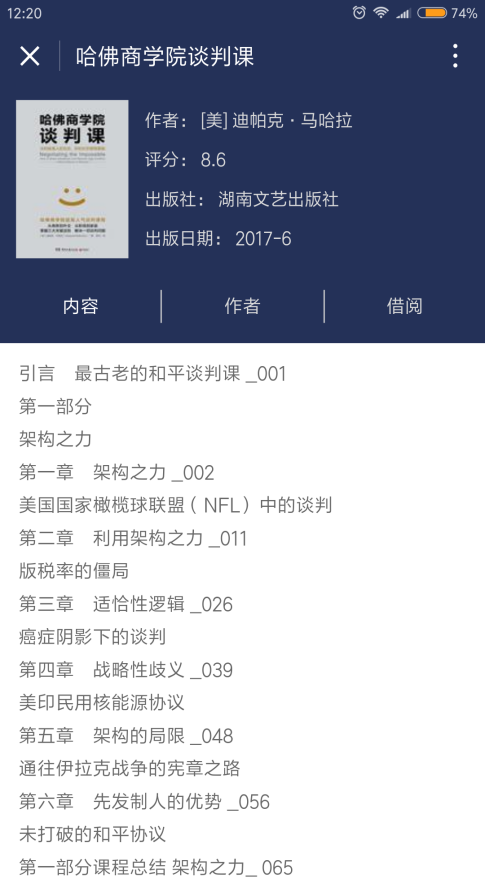 12:20
74%
哈佛商学院谈判课
哈佛商学院
谈判课
Negotiating the Impossible
作者： [美] 迪帕克·马哈拉
评分： 8.6
出版社： 湖南文艺出版社
出版日期： 2017-6
内容
作者
借阅
引言 最古老的和平谈判课 _001
第一部分
架构之力
第一章 架构之力 _002
美国国家橄榄球联盟（ NFL）中的谈判
第二章 利用架构之力 _011
版税率的僵局
第三章 适恰性逻辑 _026
癌症阴影下的谈判
第四章 战略性歧义 _039
美印民用核能源协议
第五章 架构的局限 _048
通往伊拉克战争的宪章之路
第六章 先发制人的优势 _056
未打破的和平协议
第一部分课程总结 架构之力_ 065